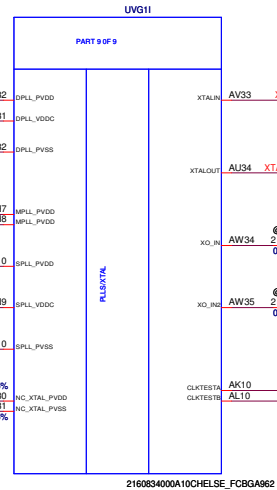 UVG1I
PART 9 0F 9
DPLL_PVDD
XTALIN AV33
DPLL_VDDC
DPLL_PVSS
XTALOUT AU34
MPLL_PVDD
MPLL_PVDD
XO_IN AW34
SPLL_PVDD
PLLS/XTAL
SPLL_VDDC
XO_IN2 AW35
SPLL_PVSS
CLKTESTA AK10
NC_XTAL_PVDD
CLKTESTB AL10
NC_XTAL_PVSS
2160834000A10CHELSE_FCBGA962